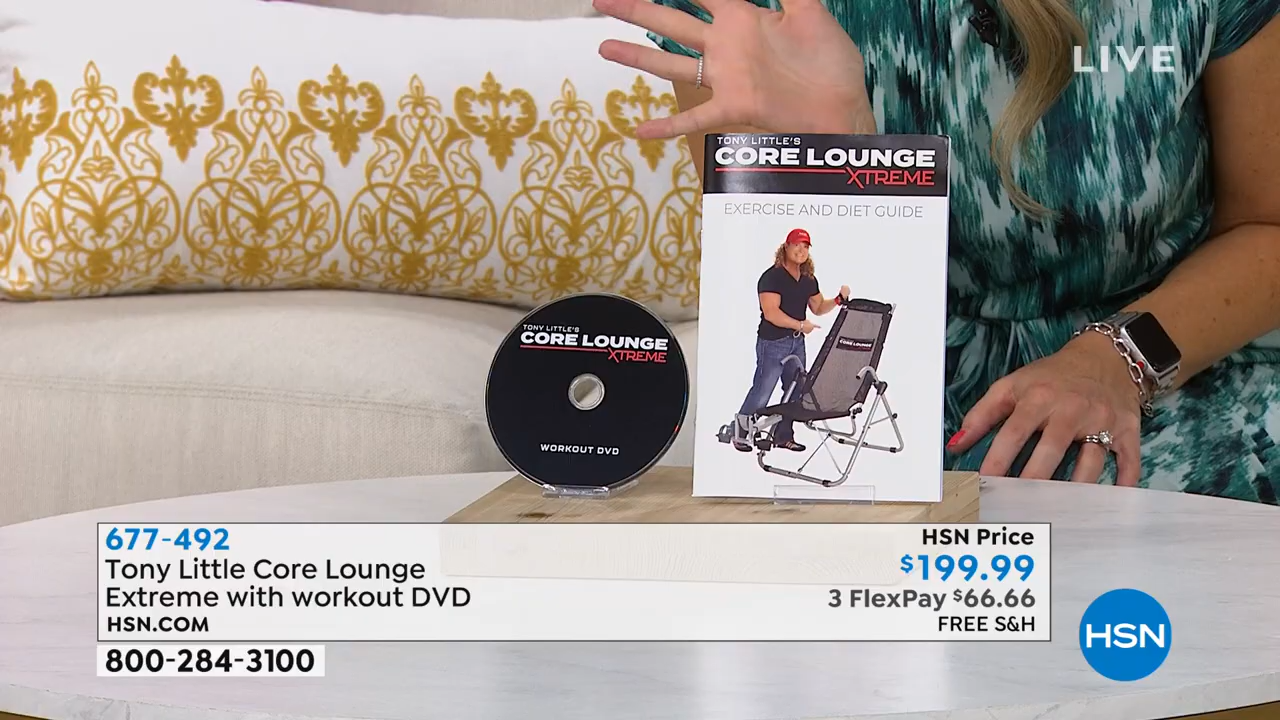 LIVE
TONY LITTLE'S
CORE LOUNGE
XTREME
EXERCISE AND DIET GUIDE
CORE LOUNGE
TONY LITTLE'S
CORE LOUNGE
XTREME
WORKOUT DVD
677-492
Tony Little Core Lounge
Extreme with workout DVD
HSN.COM
HSN Price
$199.99
3 FlexPay $66.66
FREE S&H
800-284-3100
HSN